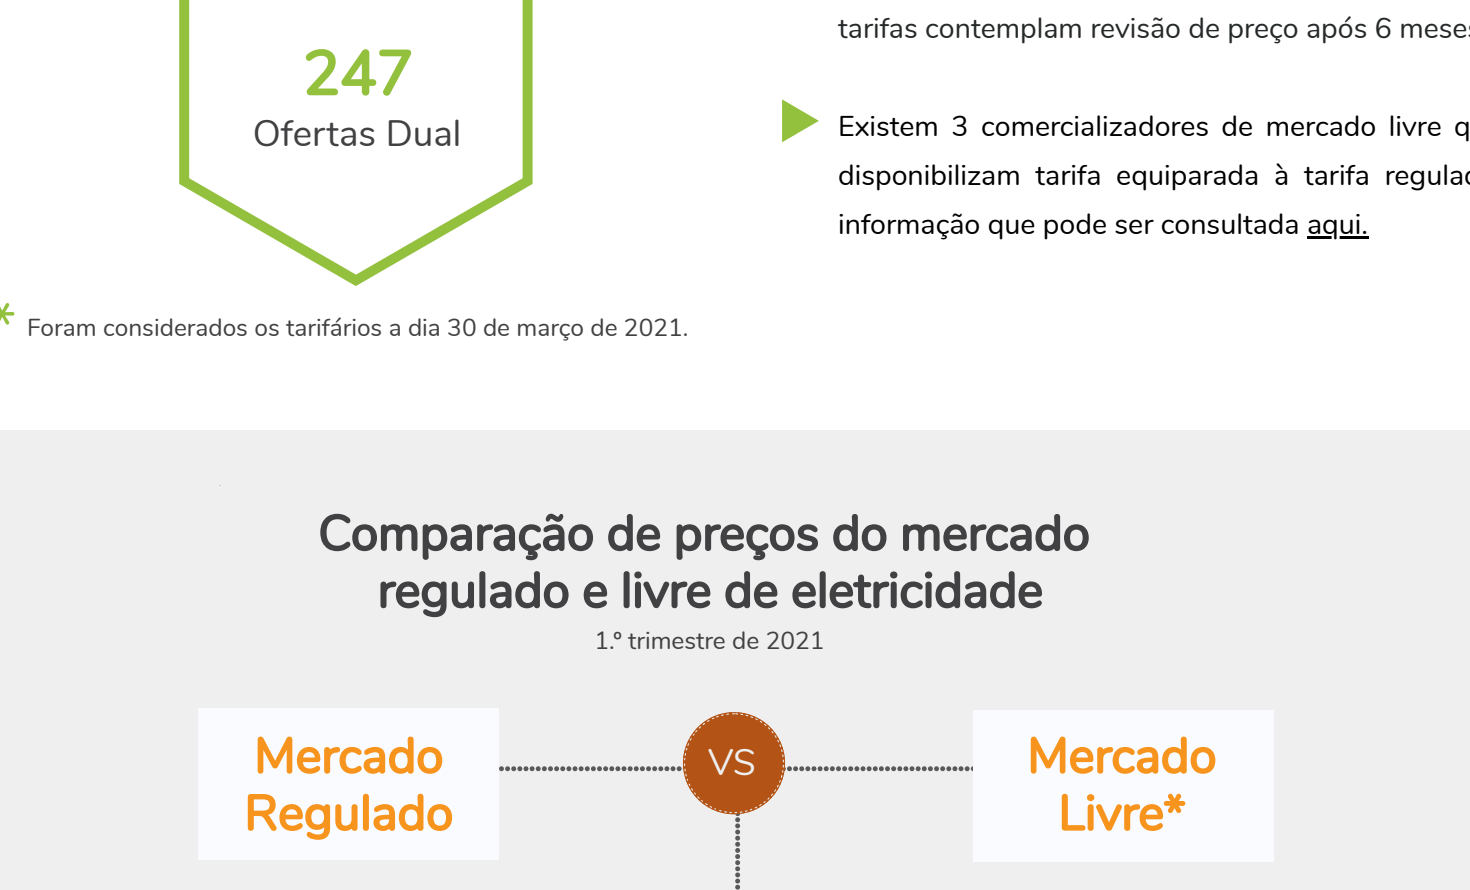 247
Ofertas Dual
* Foram considerados os tarifários a dia 30 de março de 2021.
tarifas contemplam revisão de preço após 6
Existem 3 comercializadores de mercado livre
disponibilizam tarifa equiparada à tarifa
informação que pode ser consultada aqui.
Comparação de preços do mercado
regulado e livre de eletricidade
1.º trimestre de 2021
Mercado
Regulado
VS
Mercado
Livre*